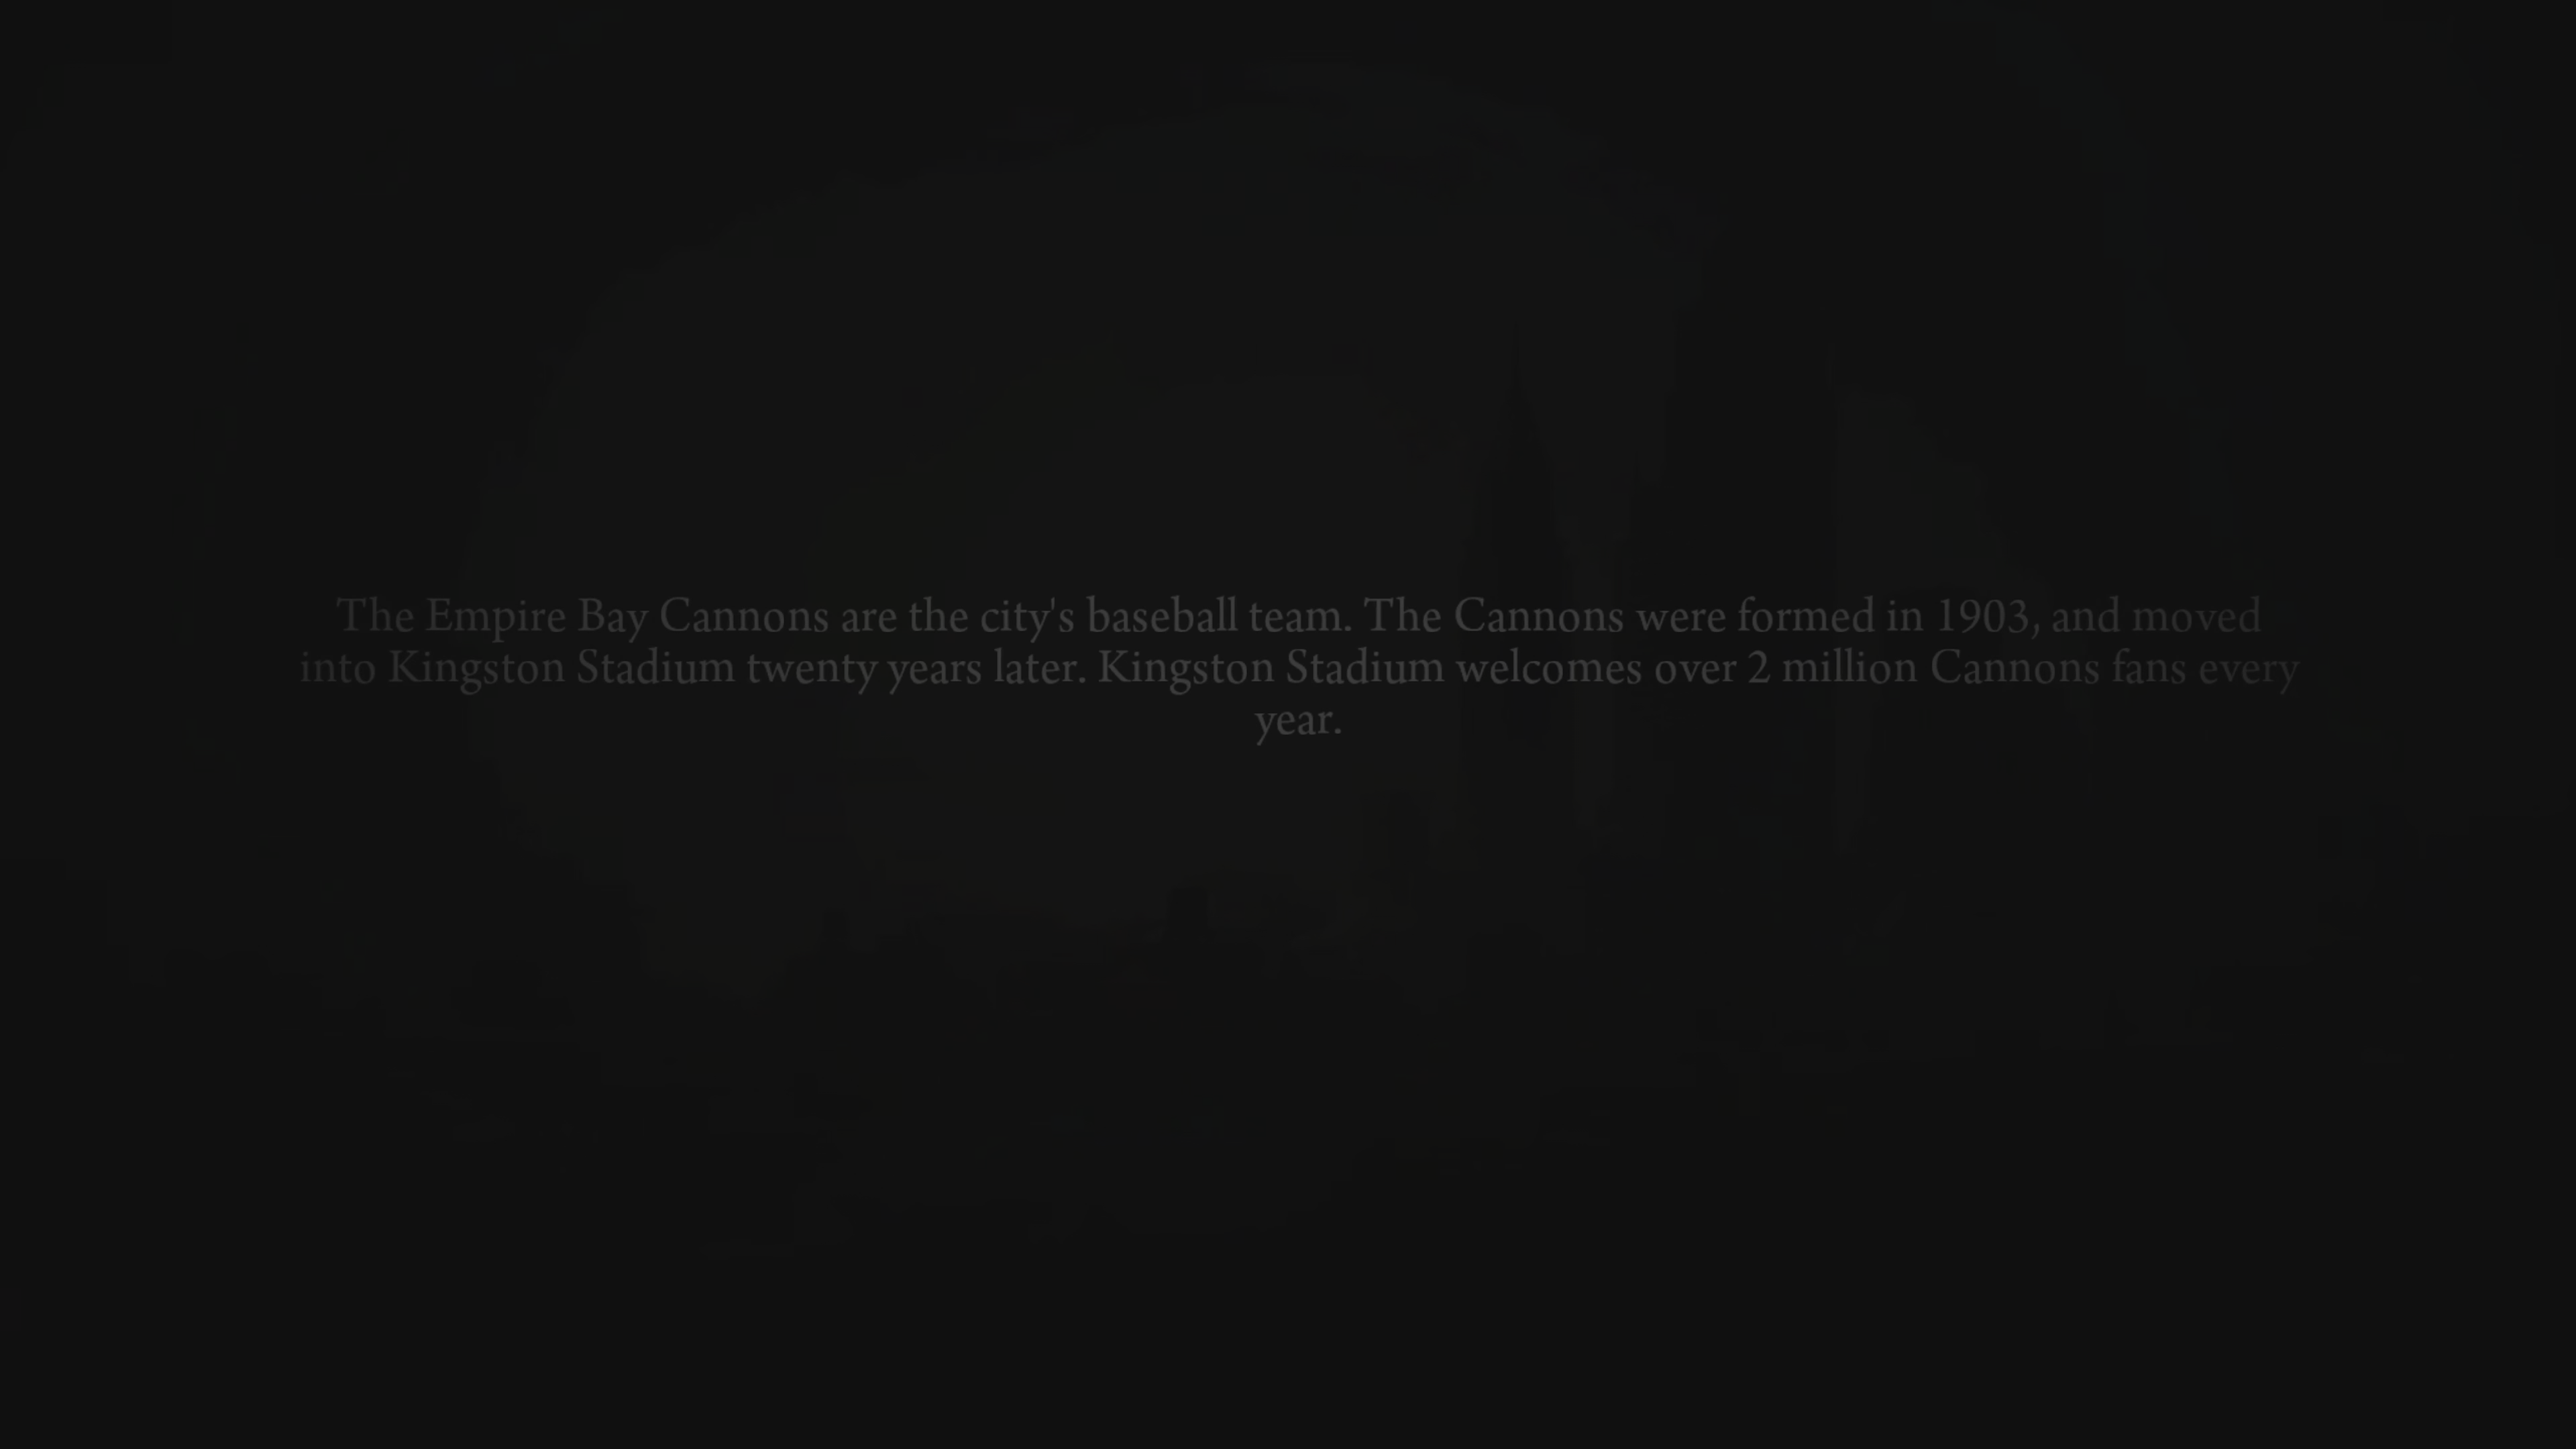 The Empire Bay Cannons are the city's baseball team. The Cannons were formed in 1903, and moved
into Kingston Stadium twenty years later. Kingston Stadium welcomes over 2 million Cannons fans every
year.